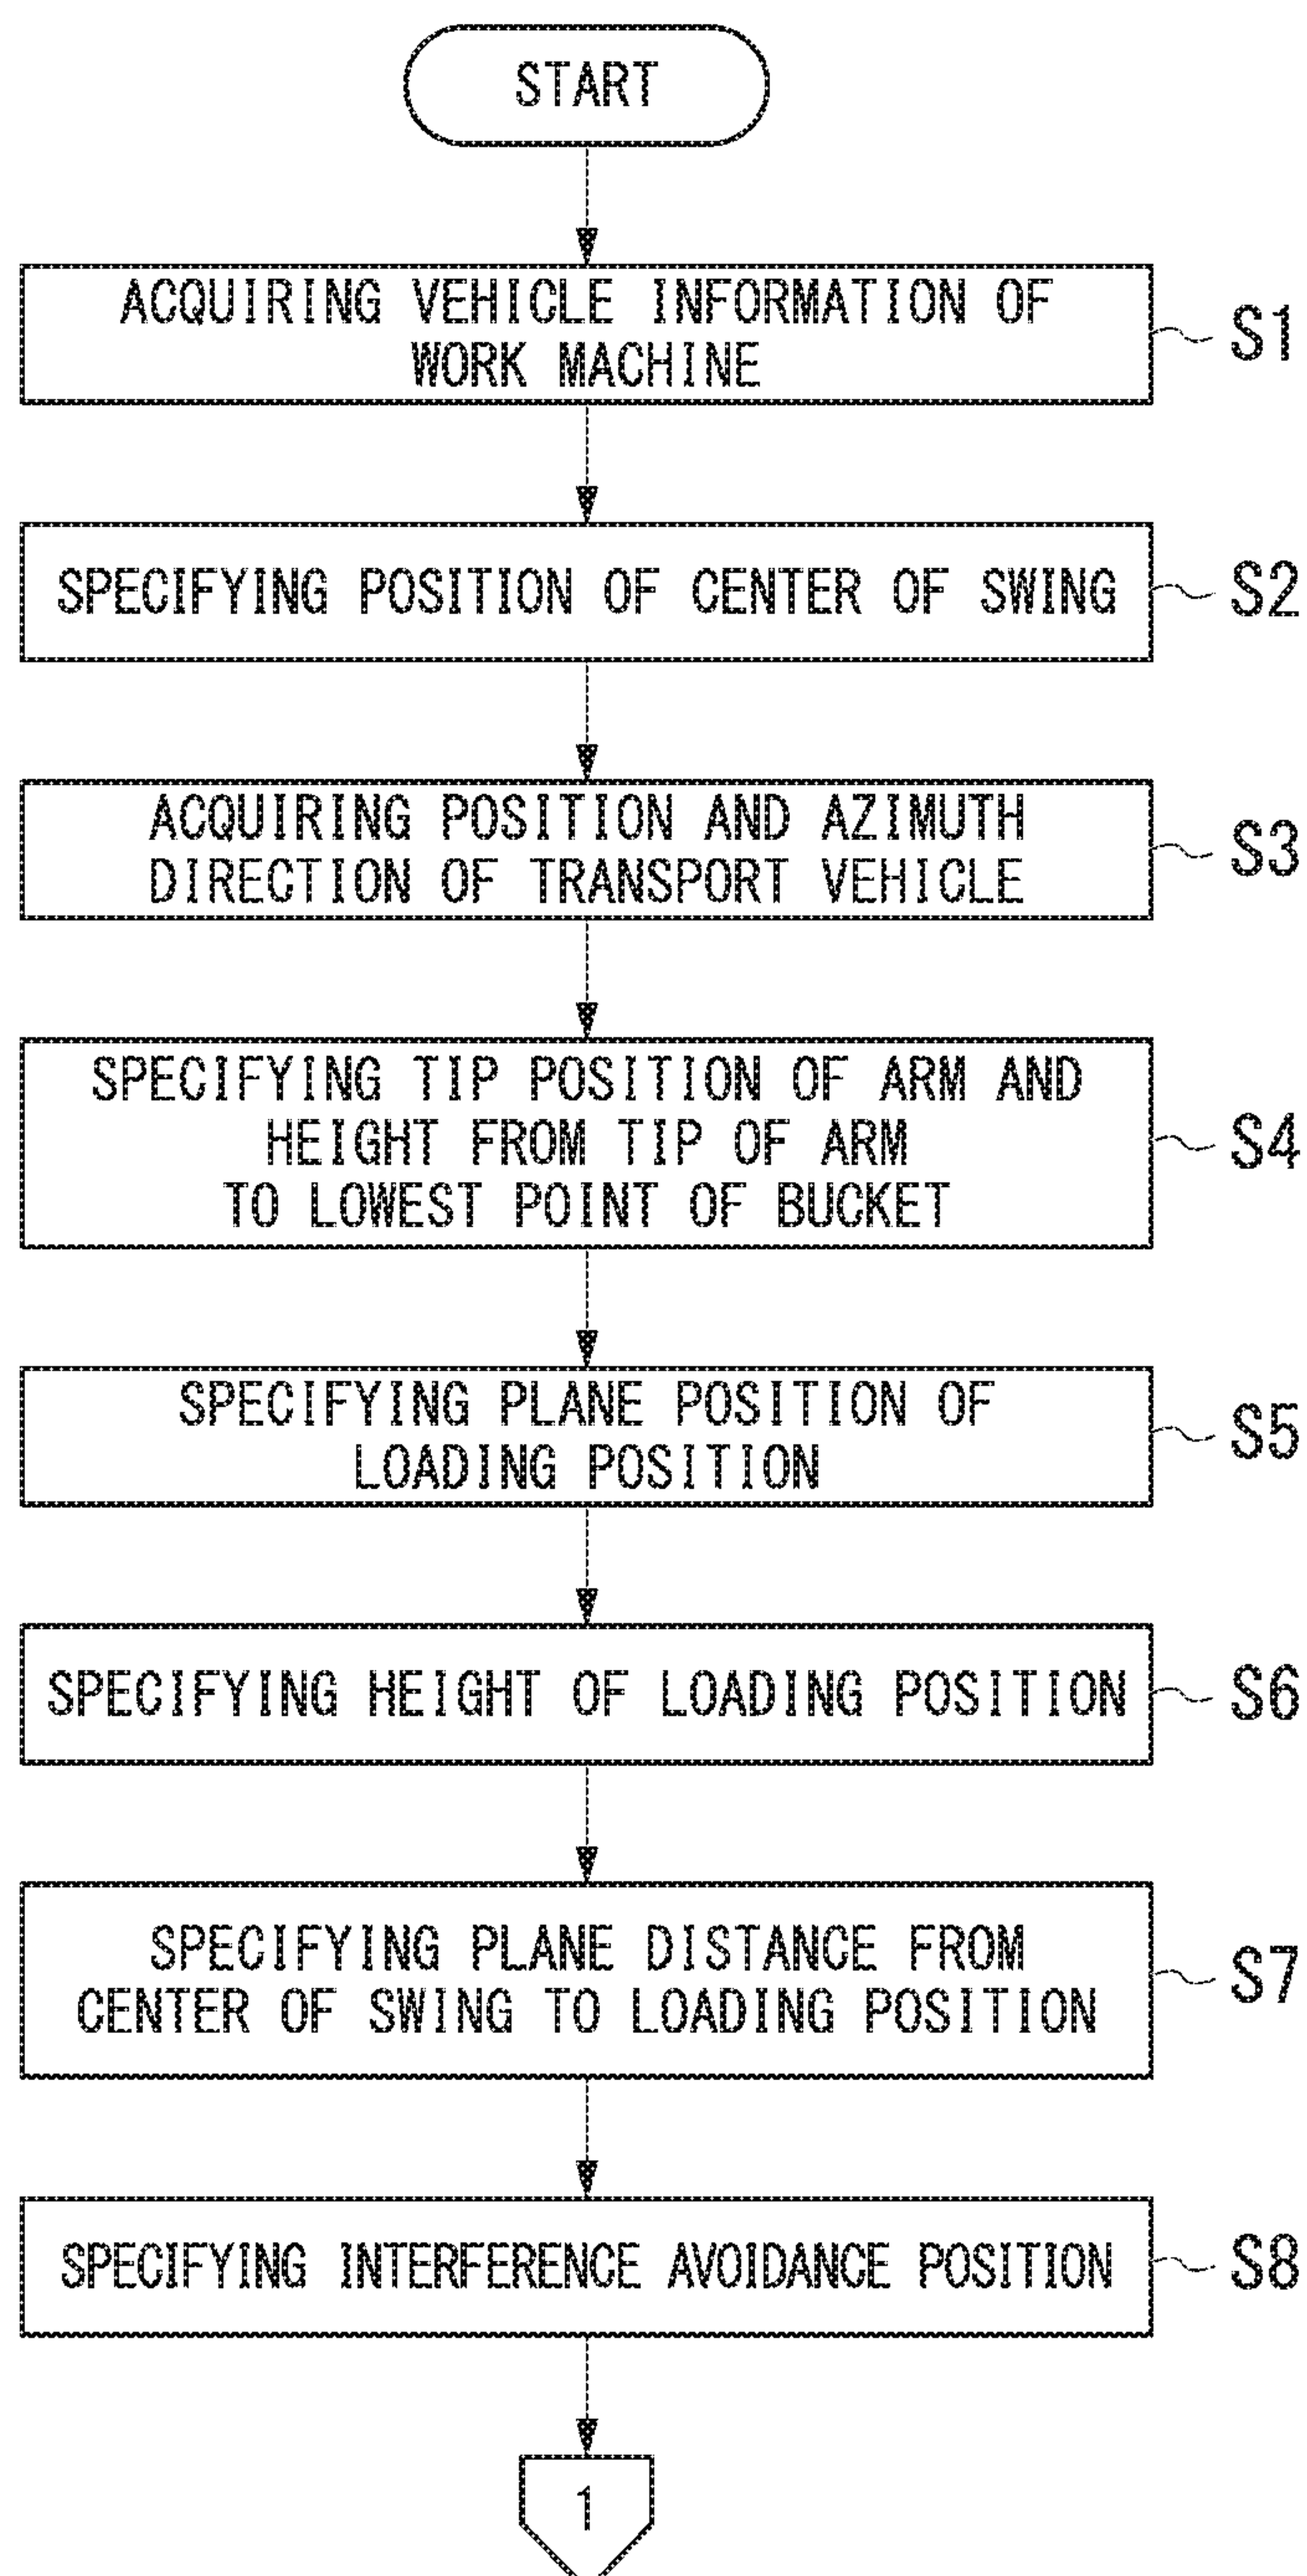 START
ACQUIRING VEHICLE INFORMATION OF
WORK MACHINE
S1
SPECIFYING POSITION OF CENTER OF SWING
S2
ACQUIRING POSITION AND AZIMUTH
DIRECTION OF TRANSPORT VEHICLE
S3
SPECIFYING TIP POSITION OF ARM AND
HEIGHT FROM TIP OF ARM
TO LOWEST POINT OF BUCKET
S4
SPECIFYING PLANE POSITION OF
LOADING POSITION
S5
SPECIFYING HEIGHT OF LOADING POSITION
S6
SPECIFYING PLANE DISTANCE FROM
CENTER OF SWING TO LOADING POSITION
S7
SPECIFYING INTERFERENCE AVOIDANCE POSITION
S8
1